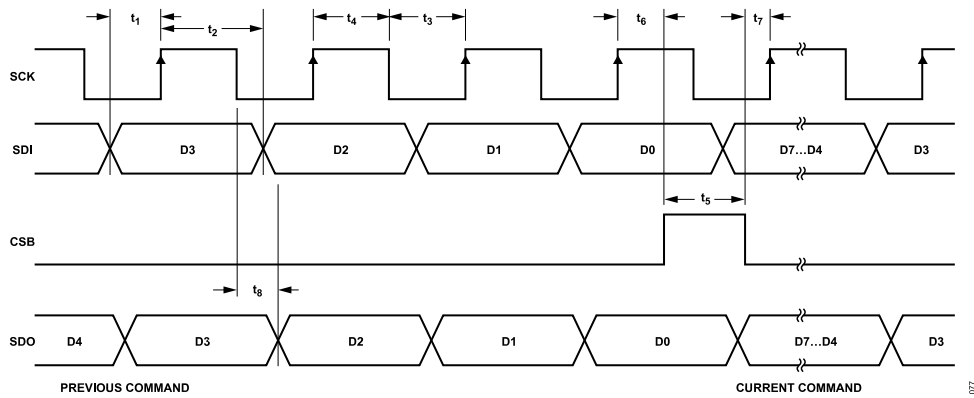 t1 t2 t4 t3 t6 t7
SCK
SDI D3 D2 D1 D0 D7...D4 D3
t5
CSB
t8
SDO D4 D3 D2 D1 D0 D7...D4 D3
PREVIOUS COMMAND CURRENT COMMAND
077